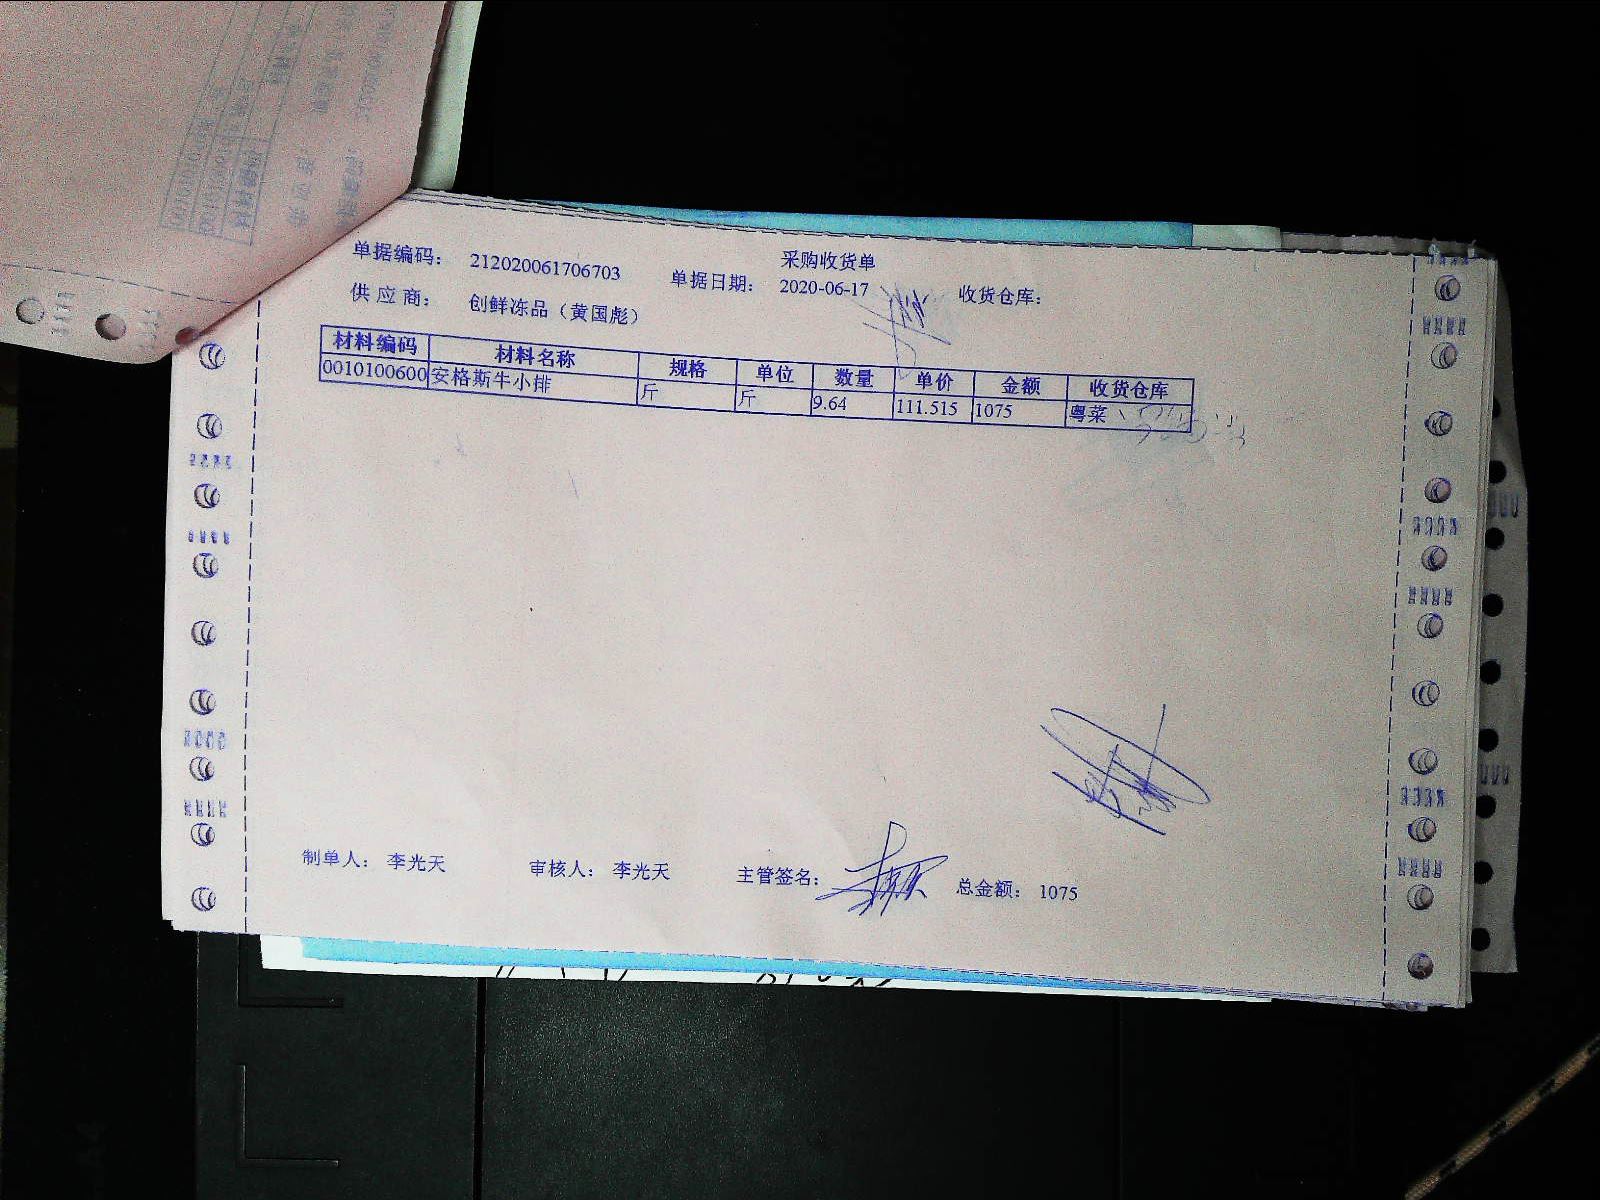 采购收货单
单据编码： 212020061706703 单据日期： 2020-06-17 收货仓库：
供 应 商： 创鲜冻品（黄国彪）
材料编码 材料名称 规格 单位 数量 单价 金额 收货仓库
0010100600 安格斯牛小排 斤 斤 9.64 111.515 1075 粤菜
制单人： 李光天 审核人： 李光天 主管签名： 总金额： 1075